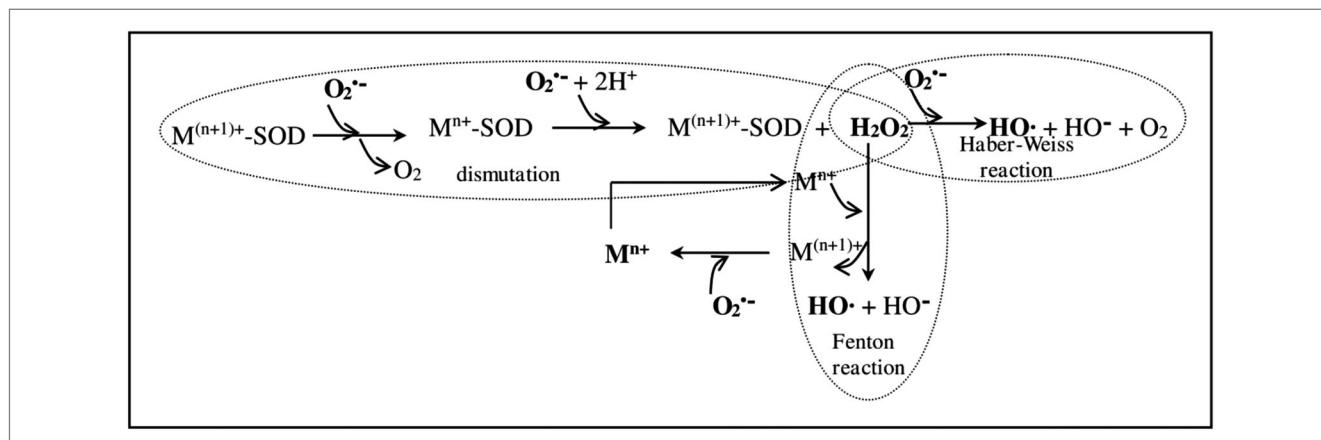 O₂•⁻
O₂•⁻ + 2H⁺
O₂•⁻
M⁽ⁿ⁺¹⁾⁺-SOD
Mⁿ⁺-SOD
M⁽ⁿ⁺¹⁾⁺-SOD + H₂O₂
HO• + HO⁻ + O₂
O₂
dismutation
Haber-Weiss
reaction
Mⁿ⁺
Mⁿ⁺
M⁽ⁿ⁺¹⁾⁺
O₂•⁻
HO• + HO⁻
Fenton
reaction